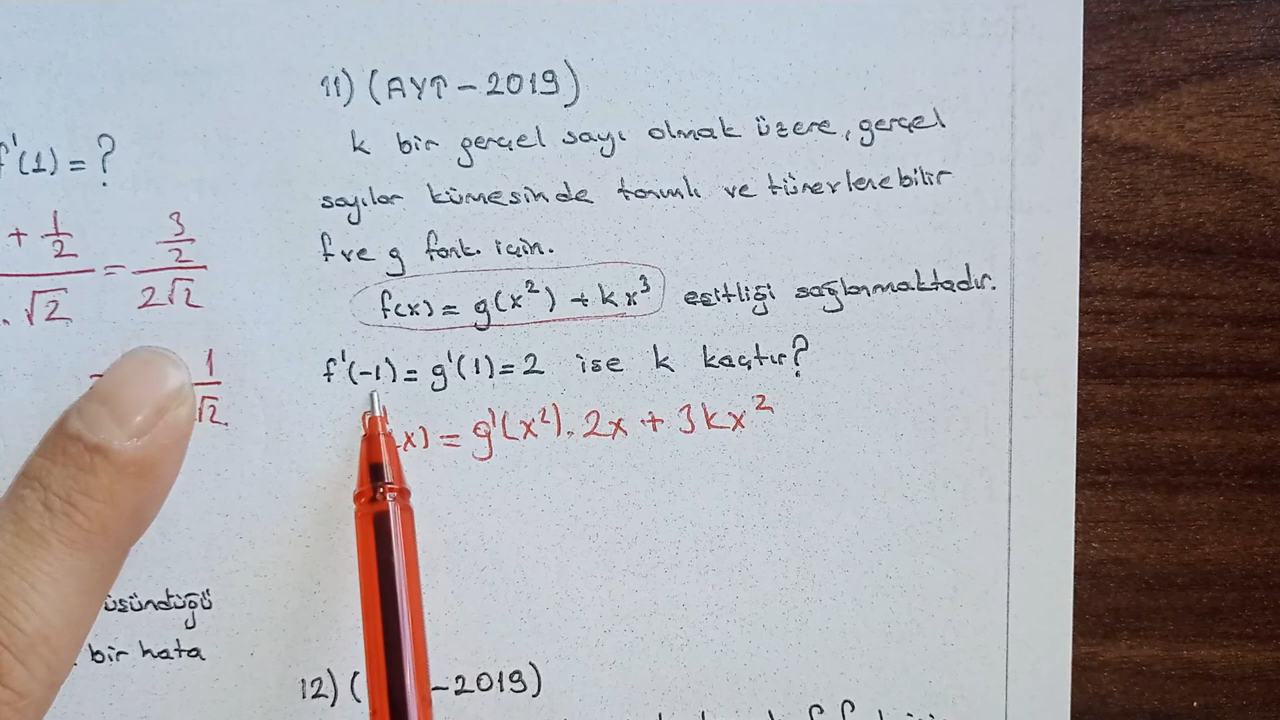 f'(1) = ?
+ 1/2
√2 = 3/2 / 2√2
1/√2
üşündüğü
bir hata
11) (AYT - 2019)
k bir gerçel sayı olmak üzere, gerçel
sayılar kümesinde tanımlı ve türevlenebilir
f ve g fonk. için.
f(x) = g(x²) + kx³ eşitliği sağlanmaktadır.
f'(-1) = g'(1) = 2 ise k kaçtır?
(x) = g'(x²). 2x + 3kx²
12) ( -2019)